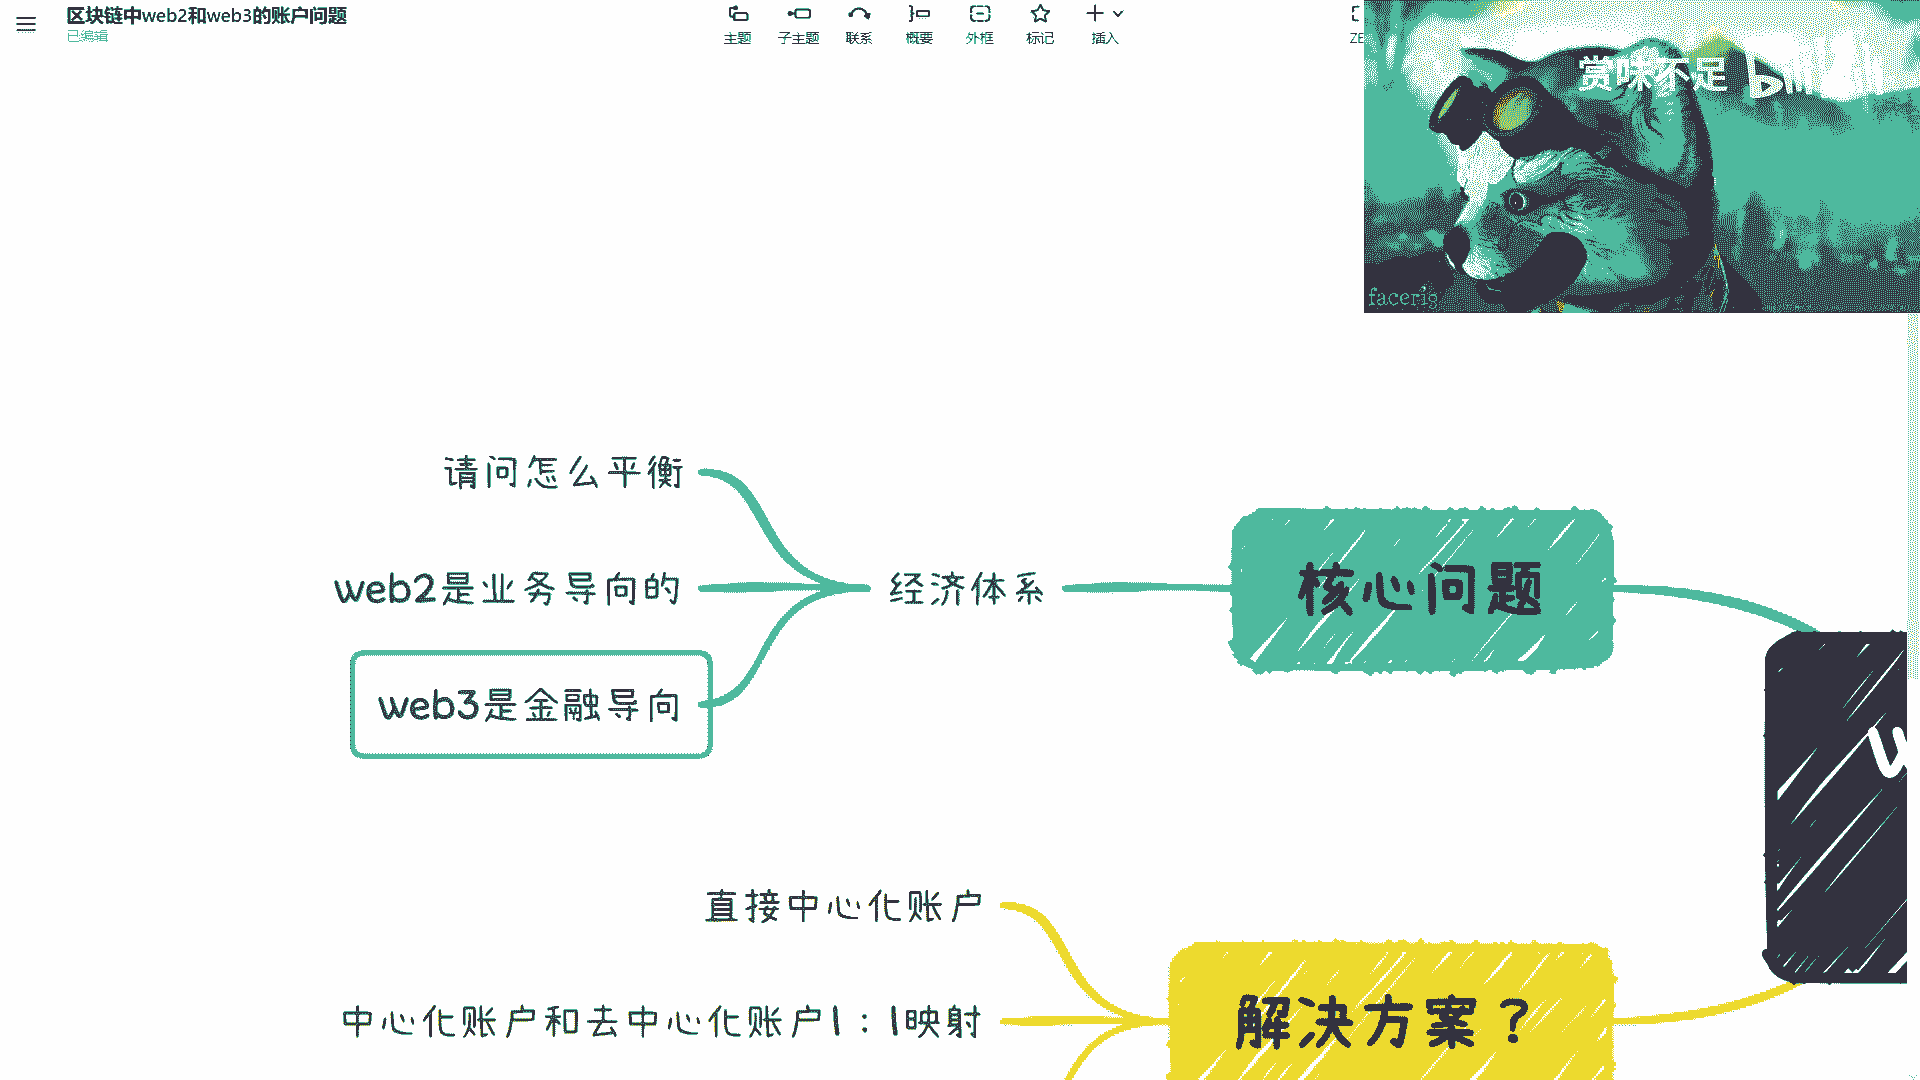 区块链中web2和web3的账户问题
已编辑
主题
子主题
联系
概要
外框
标记
插入
ZE
赏味不足
bilibili
facerig
请问怎么平衡
web2是业务导向的
经济体系
核心问题
web3是金融导向
w
直接中心化账户
中心化账户和去中心化账户1：1映射
解决方案？